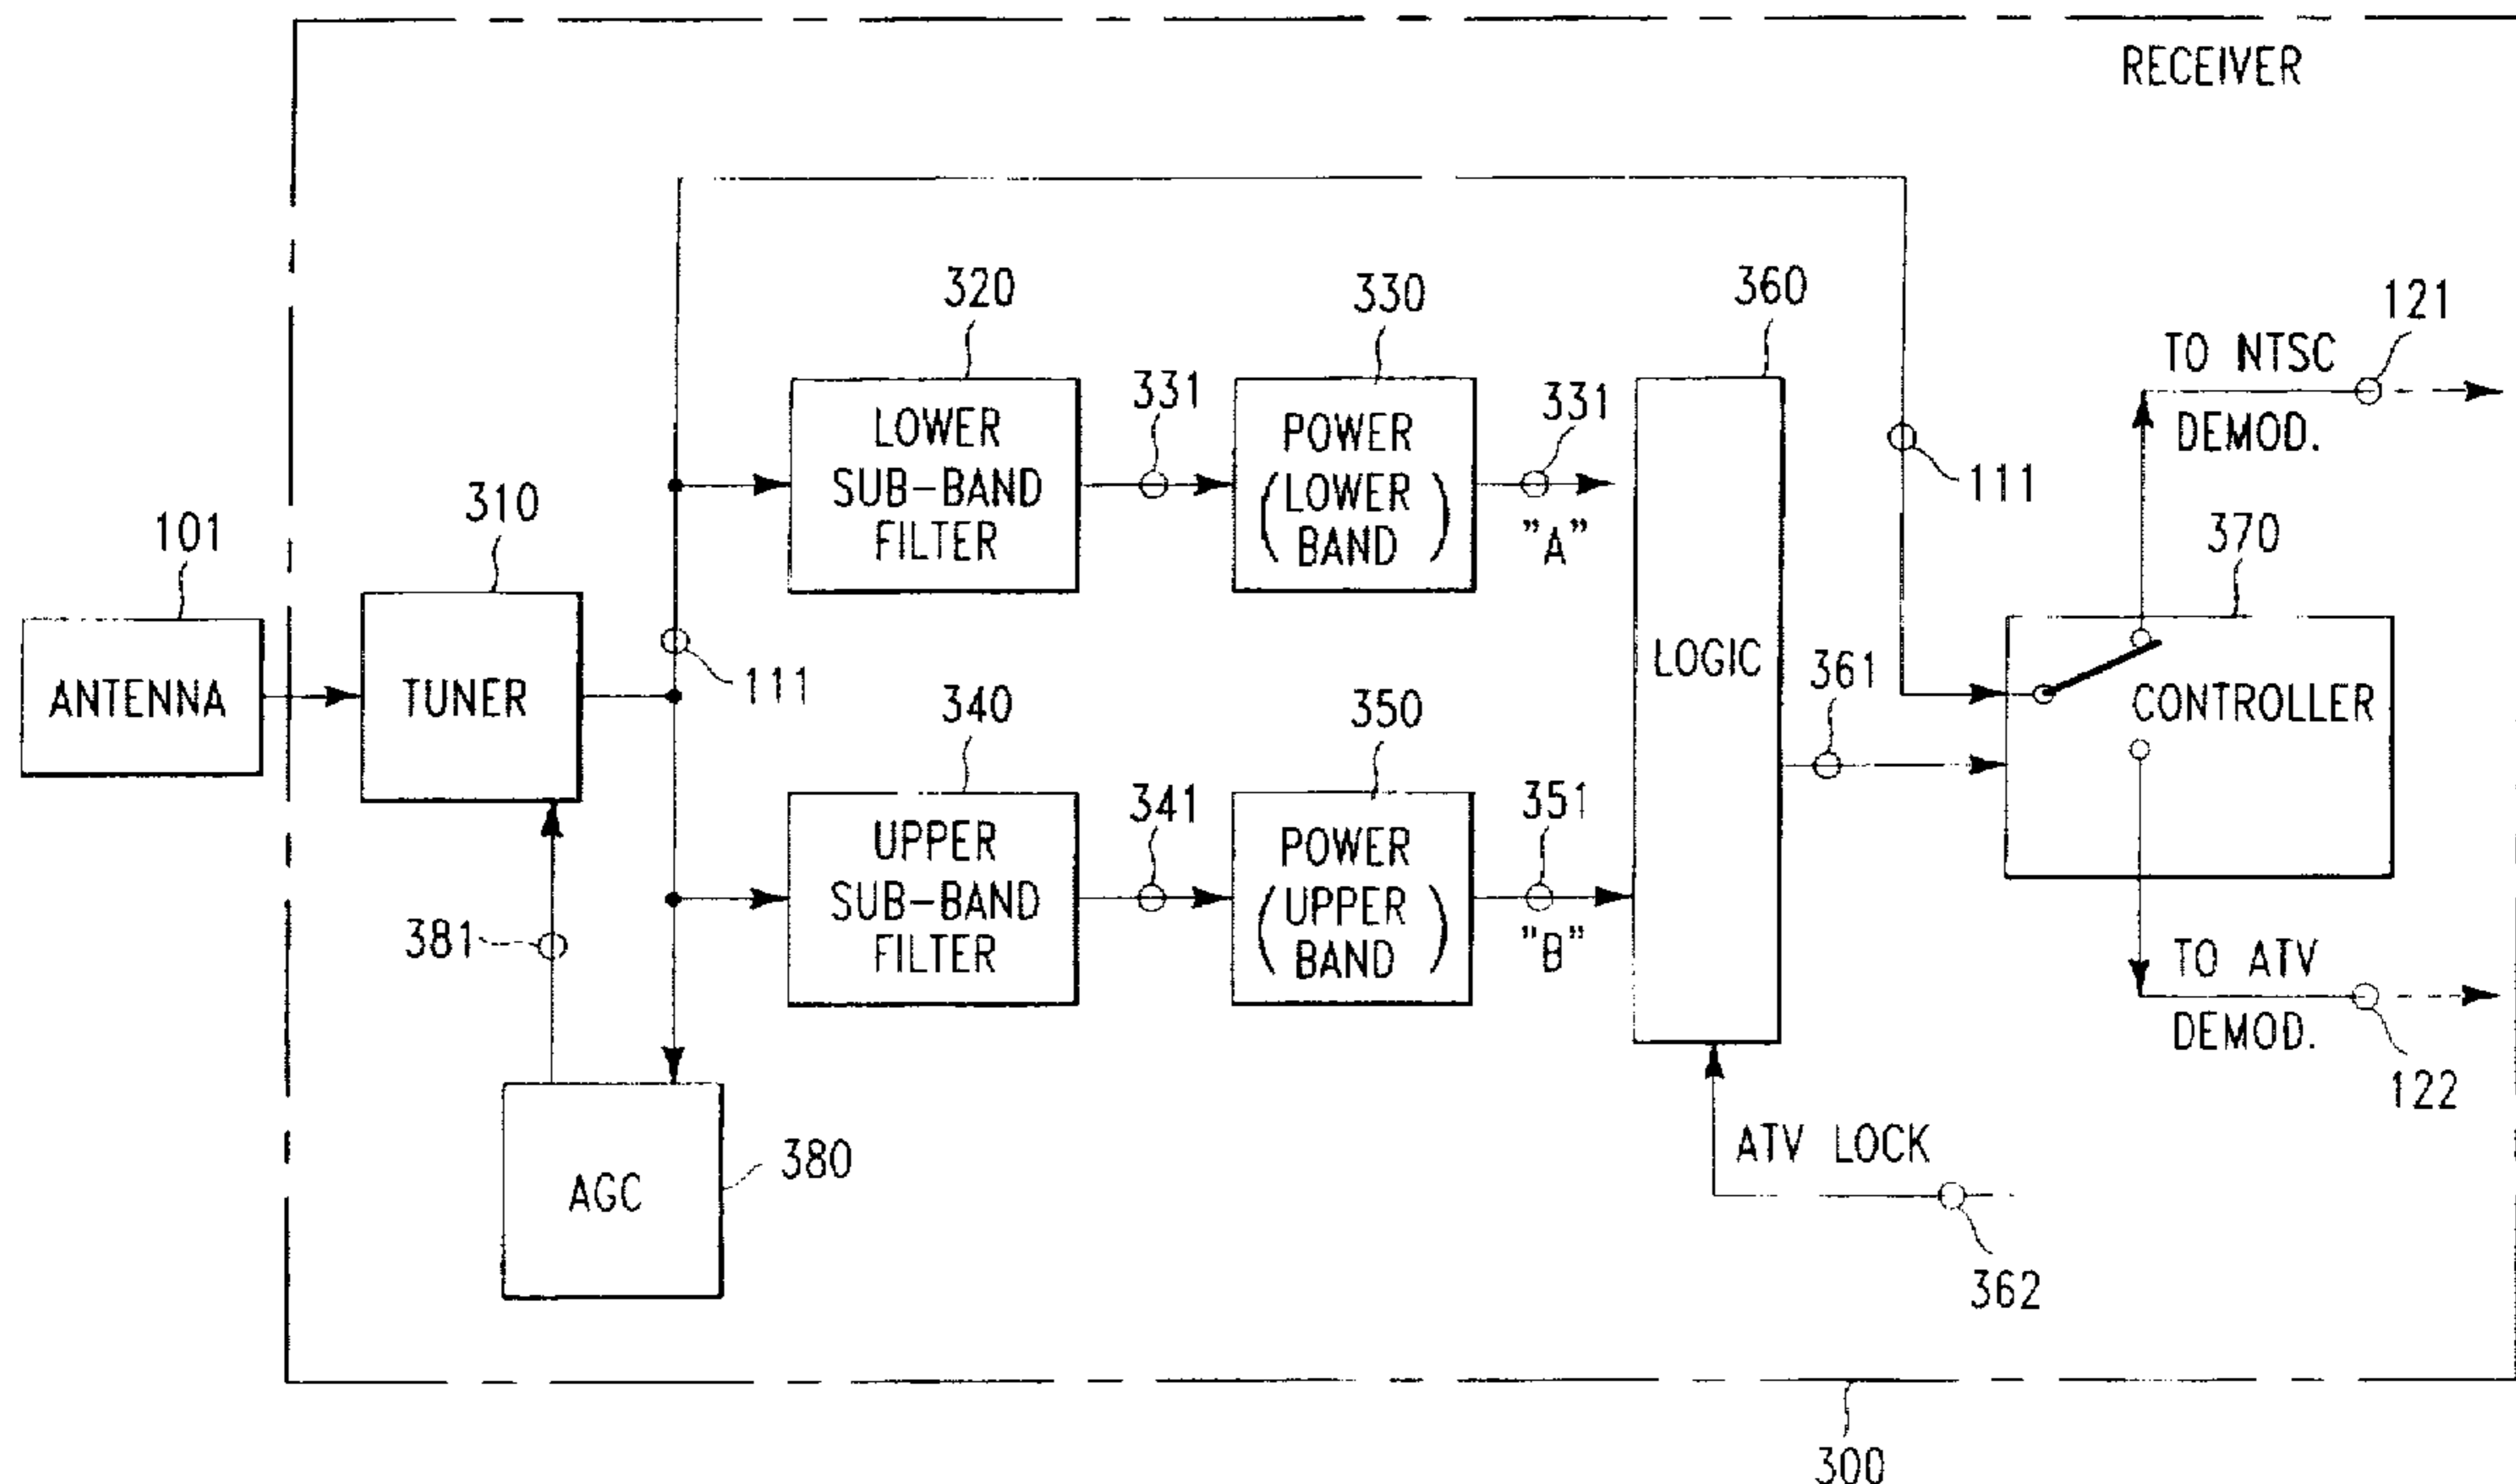 RECEIVER
320
330
360
121
TO NTSC
DEMOD.
331
331
"A"
111
LOWER
SUB-BAND
FILTER
POWER
(LOWER
BAND)
310
101
370
ANTENNA
TUNER
111
LOGIC
361
CONTROLLER
340
350
341
351
"B"
UPPER
SUB-BAND
FILTER
POWER
(UPPER
BAND)
381
TO ATV
DEMOD.
122
AGC
380
ATV LOCK
362
300